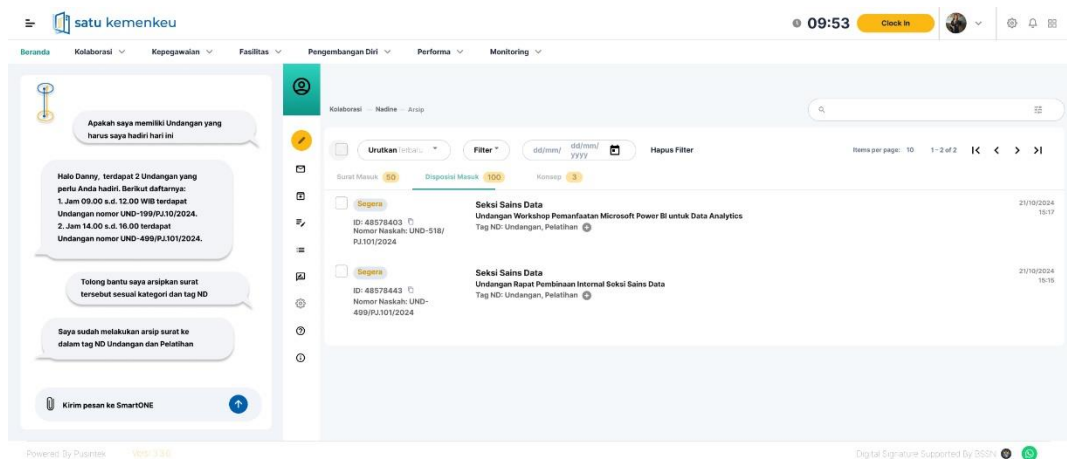 satu kemenkeu
09:53 Clock In
Beranda Kolaborasi Kepegawaian Fasilitas Pengembangan Diri Performa Monitoring
Apakah saya memiliki Undangan yang
harus saya hadiri hari ini
Halo Danny, terdapat 2 Undangan yang
perlu Anda hadiri. Berikut daftarnya:
1. Jam 09.00 s.d. 12.00 WIB terdapat
Undangan nomor UND-199/PJ.10/2024.
2. Jam 14.00 s.d. 16.00 terdapat
Undangan nomor UND-499/PJ.101/2024.
Tolong bantu saya arsipkan surat
tersebut sesuai kategori dan tag ND
Saya sudah melakukan arsip surat ke
dalam tag ND Undangan dan Pelatihan
Kirim pesan ke SmartONE
Kolaborasi — Nadine — Arsip
Urutkan Filter dd/mm/ dd/mm/
yyyy Hapus Filter Items per page: 10 1-2 of 2
Surat Masuk 50 Disposisi Masuk 100 Konsep 3
Segera
ID: 48578403
Nomor Naskah: UND-518/
PJ.101/2024
Seksi Sains Data
Undangan Workshop Pemanfaatan Microsoft Power BI untuk Data Analytics
Tag ND: Undangan, Pelatihan
21/10/2024
15:17
Segera
ID: 48578443
Nomor Naskah: UND-
499/PJ.101/2024
Seksi Sains Data
Undangan Rapat Pembinaan Internal Seksi Sains Data
Tag ND: Undangan, Pelatihan
21/10/2024
15:15
Powered By Pusintek
Digital Signature Supported By BSSN